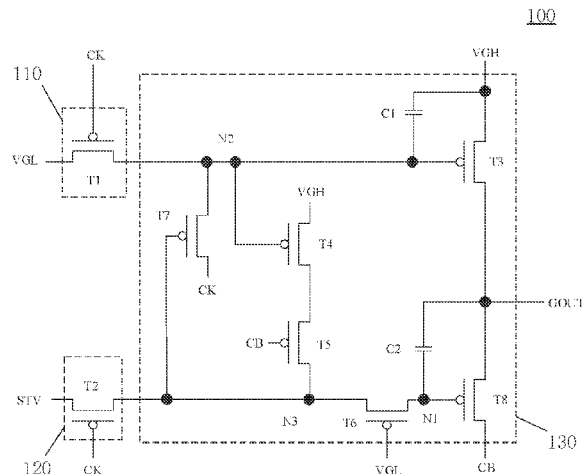 100
CK
VGH
110
C1
N2
VGL
T1
T3
VGH
T7
T4
CK
GOUT
CB
T5
C2
T2
STV
T8
N3
T6
N1
130
120
CK
VGL
CB